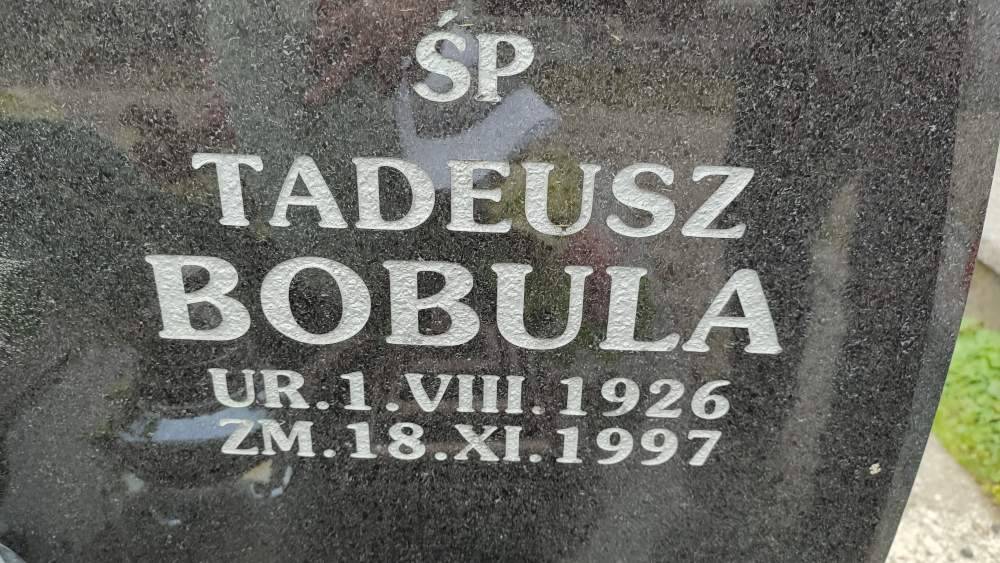 ŚP
TADEUSZ
BOBULA
UR.1.VIII.1926
ZM.18.XI.1997